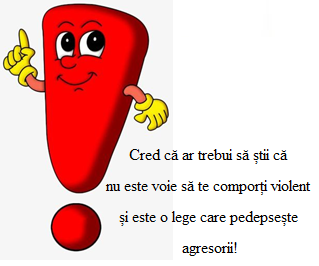 Cred că ar trebui să știi că
nu este voie să te comporți violent
și este o lege care pedepsește
agresorii!